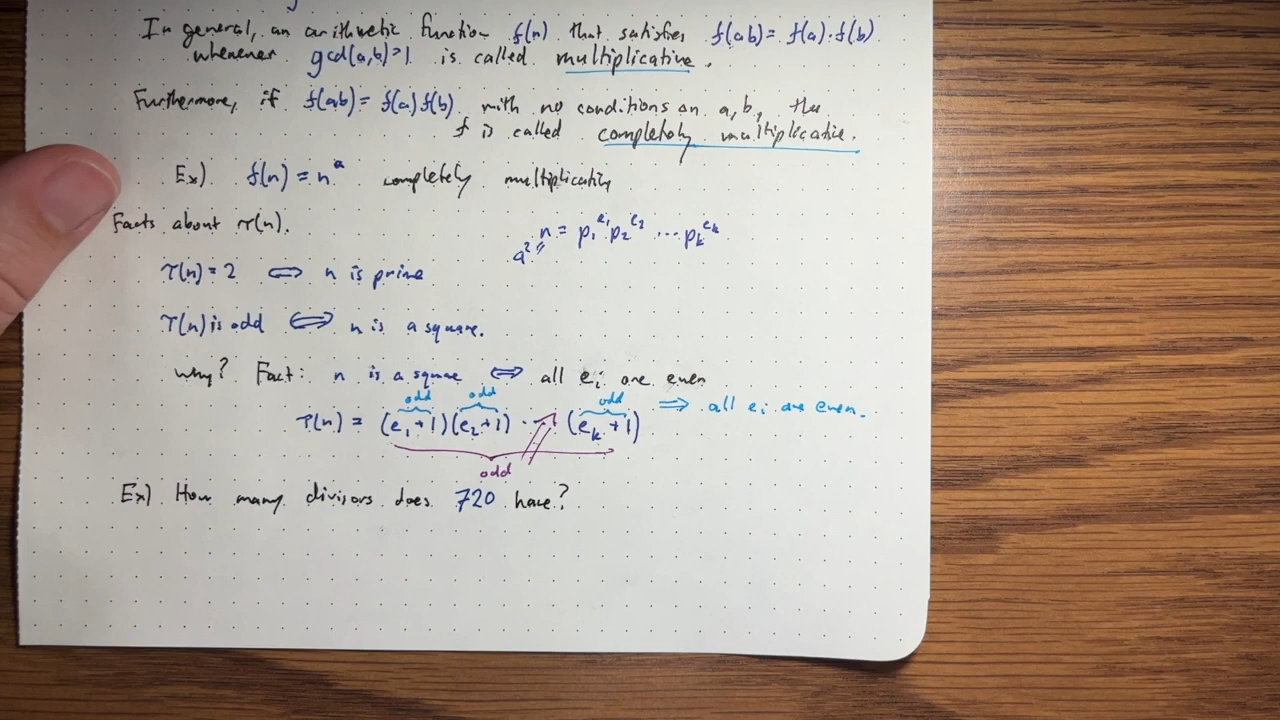 In general, an arithmetic function f(n) that satisfies f(ab) = f(a)·f(b)
whenever gcd(a,b)=1 is called multiplicative.
Furthermore, if f(ab) = f(a)f(b) with no conditions on a, b, the
f is called completely multiplicative.
Ex) f(n) = nᵃ completely multiplicative
Facts about τ(n).
a² = n = p₁^e₁ p₂^e₂ ... pₖ^eₖ
τ(n) = 2 ⇔ n is prime
τ(n) is odd ⇔ n is a square.
why? Fact: n is a square ⇔ all eᵢ are even
odd odd odd
τ(n) = (e₁+1)(e₂+1) ... (eₖ+1) ⇒ all eᵢ are even.
odd
Ex) How many divisors does 720 have?